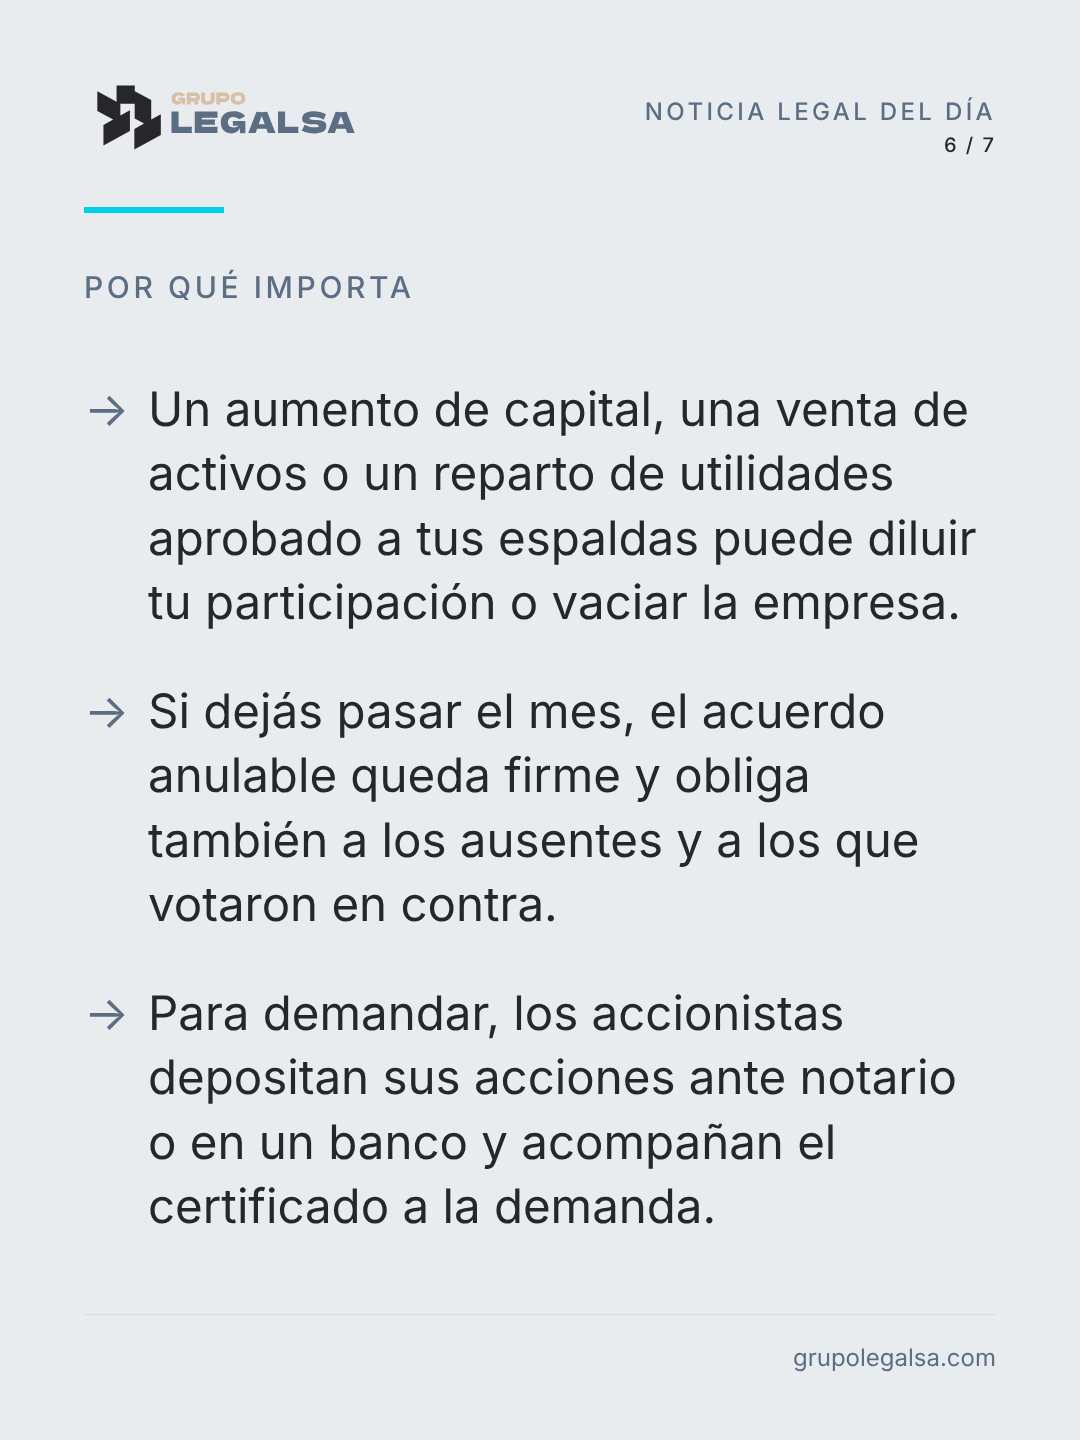 GRUPO
LEGALSA
NOTICIA LEGAL DEL DÍA
6 / 7
POR QUÉ IMPORTA
→ Un aumento de capital, una venta de
activos o un reparto de utilidades
aprobado a tus espaldas puede diluir
tu participación o vaciar la empresa.
→ Si dejás pasar el mes, el acuerdo
anulable queda firme y obliga
también a los ausentes y a los que
votaron en contra.
→ Para demandar, los accionistas
depositan sus acciones ante notario
o en un banco y acompañan el
certificado a la demanda.
grupolegalsa.com